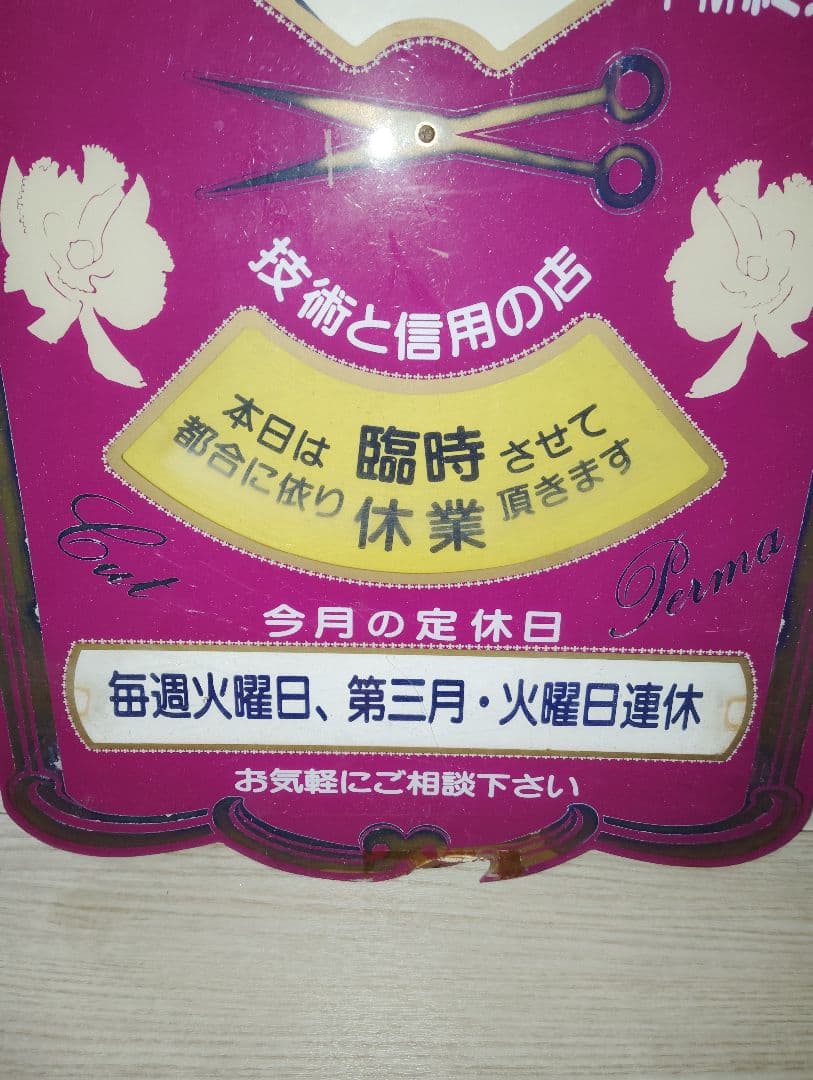 技術と信用の店
本日は 臨時 させて
都合に依り 休業 頂きます
Cut
Perma
今月の定休日
毎週火曜日、第三月・火曜日連休
お気軽にご相談下さい